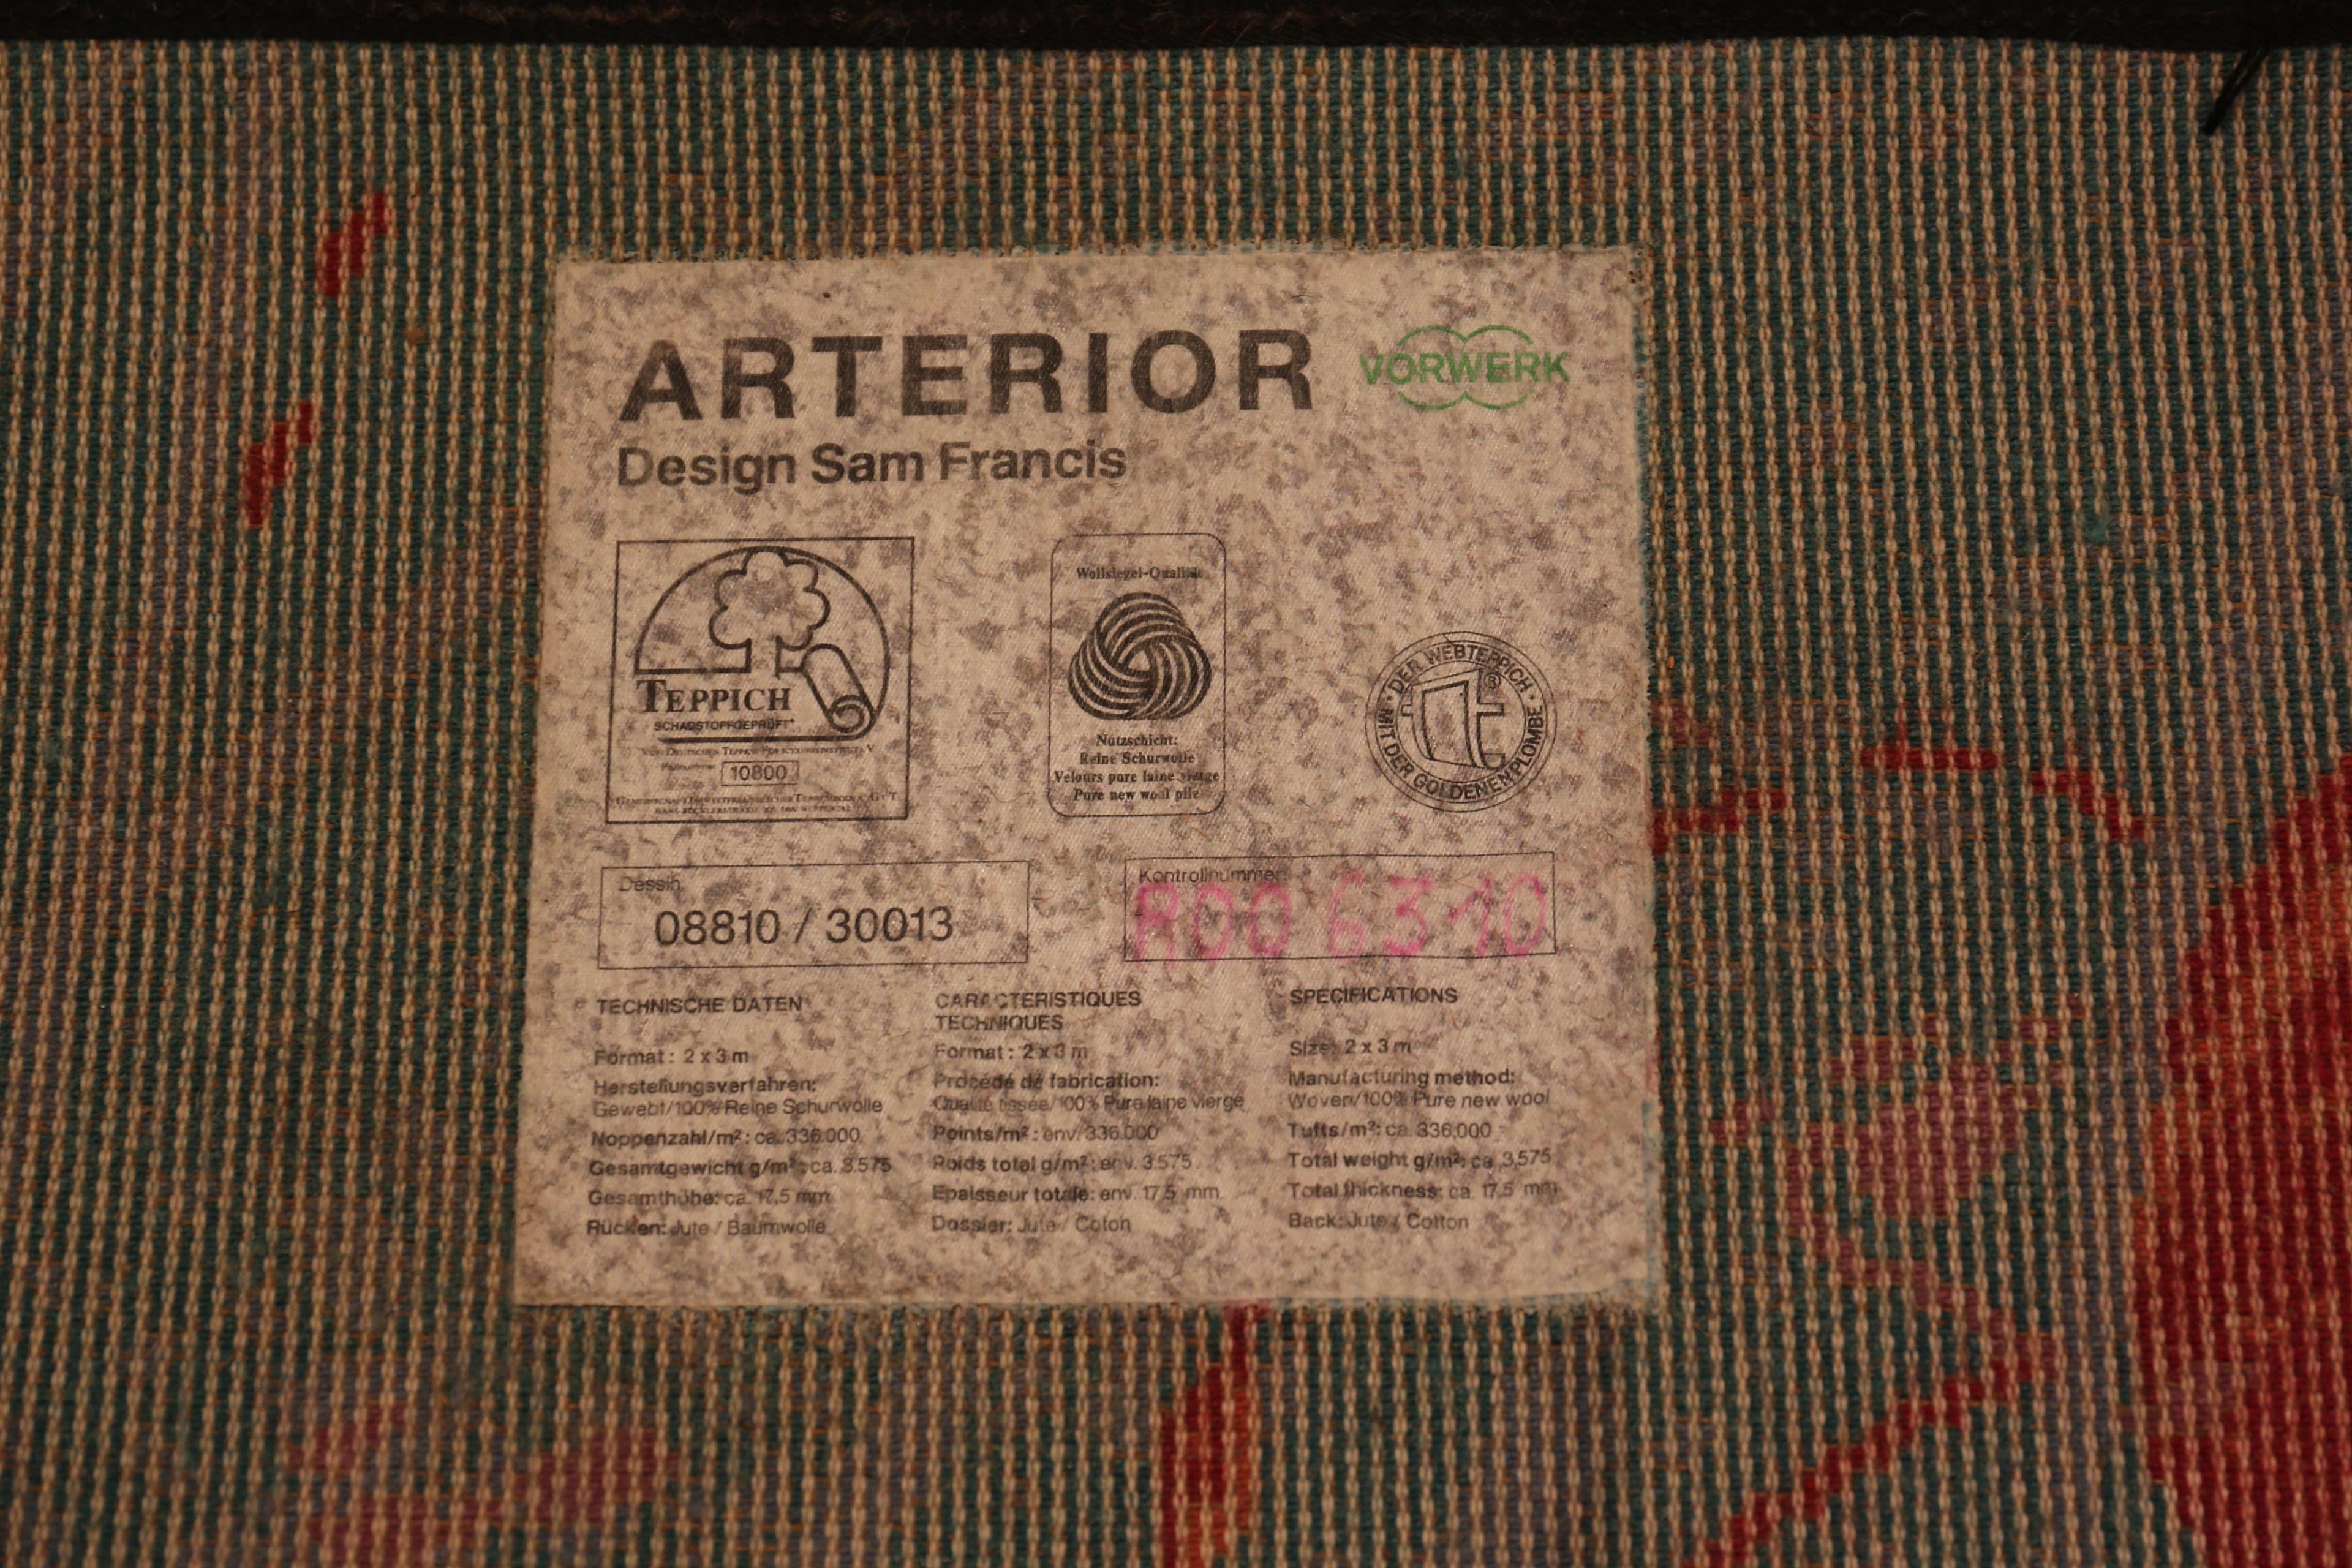 ARTERIOR
VORWERK
Design Sam Francis
TEPPICH
SCHADSTOFFGEPRÜFT*
10800
Wollsiegel-Qualität
Nutzschicht:
Reine Schurwolle
Velours pure laine vierge
Pure new wool pile
· DER WEBTEPPICH · MIT DER GOLDENEN PLOMBE
t®
Dessin
08810 / 30013
Kontrollnummer
R00 6310
TECHNISCHE DATEN
Format: 2 x 3 m
Herstellungsverfahren:
Gewebt/100% Reine Schurwolle
Noppenzahl/m²: ca. 336.000
Gesamtgewicht g/m²: ca. 3.575
Gesamthöhe: ca. 17,5 mm
Rücken: Jute / Baumwolle
CARACTERISTIQUES
TECHNIQUES
Format: 2 x 3 m
Procédé de fabrication:
Qualité tissée/100% Pure laine vierge
Points/m²: env. 336.000
Poids total g/m²: env. 3.575
Epaisseur totale: env. 17,5 mm
Dossier: Jute / Coton
SPECIFICATIONS
Size: 2 x 3 m
Manufacturing method:
Woven/100% Pure new wool
Tufts/m²: ca. 336,000
Total weight g/m²: ca. 3,575
Total thickness: ca. 17,5 mm
Back: Jute / Cotton